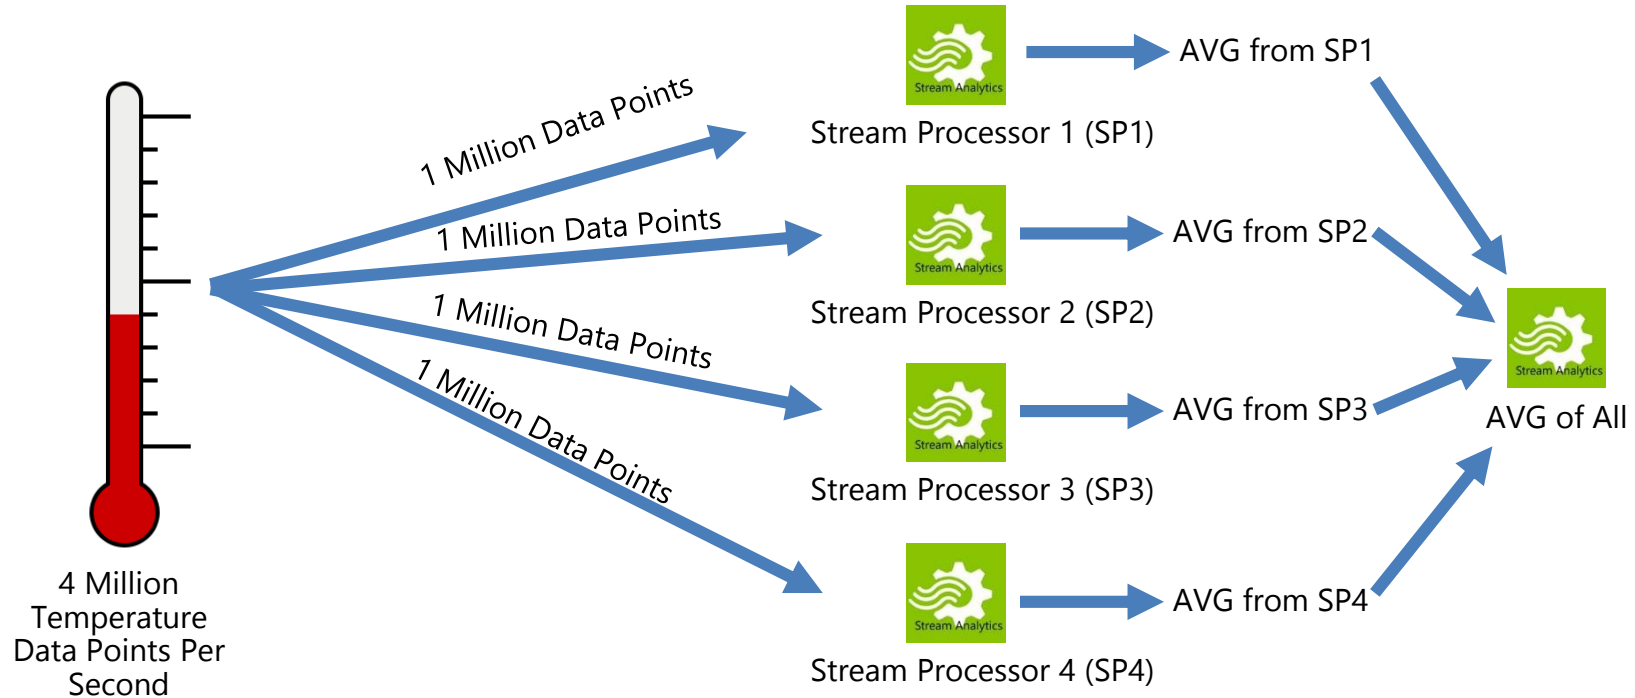 4 Million
Temperature
Data Points Per
Second
1 Million Data Points
1 Million Data Points
1 Million Data Points
1 Million Data Points
Stream Analytics
Stream Processor 1 (SP1)
AVG from SP1
Stream Analytics
Stream Processor 2 (SP2)
AVG from SP2
Stream Analytics
Stream Processor 3 (SP3)
AVG from SP3
Stream Analytics
Stream Processor 4 (SP4)
AVG from SP4
Stream Analytics
AVG of All